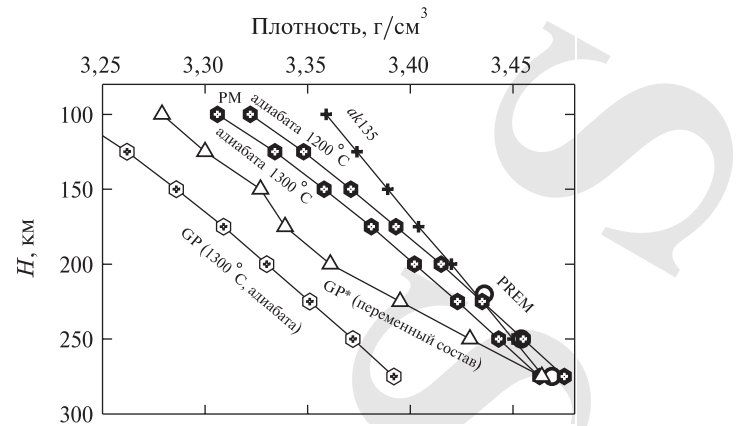 Плотность, г/см³
3,25 3,30 3,35 3,40 3,45
100
150
200
250
300
H, км
PM
адиабата 1200 °C
ak135
адиабата 1300 °C
GP (1300 °C, адиабата)
GP* (переменный состав)
PREM
S